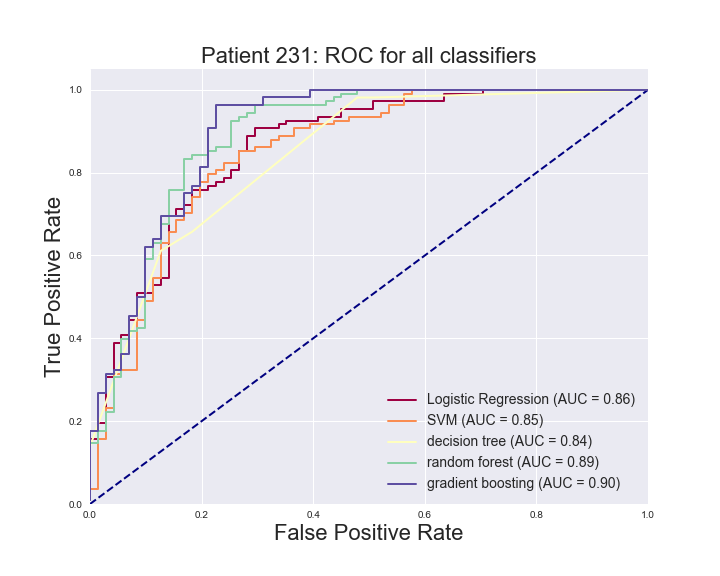 Patient 231: ROC for all classifiers
True Positive Rate
1.0
0.8
0.6
0.4
0.2
0.0
Logistic Regression (AUC = 0.86)
SVM (AUC = 0.85)
decision tree (AUC = 0.84)
random forest (AUC = 0.89)
gradient boosting (AUC = 0.90)
0.0 0.2 0.4 0.6 0.8 1.0
False Positive Rate